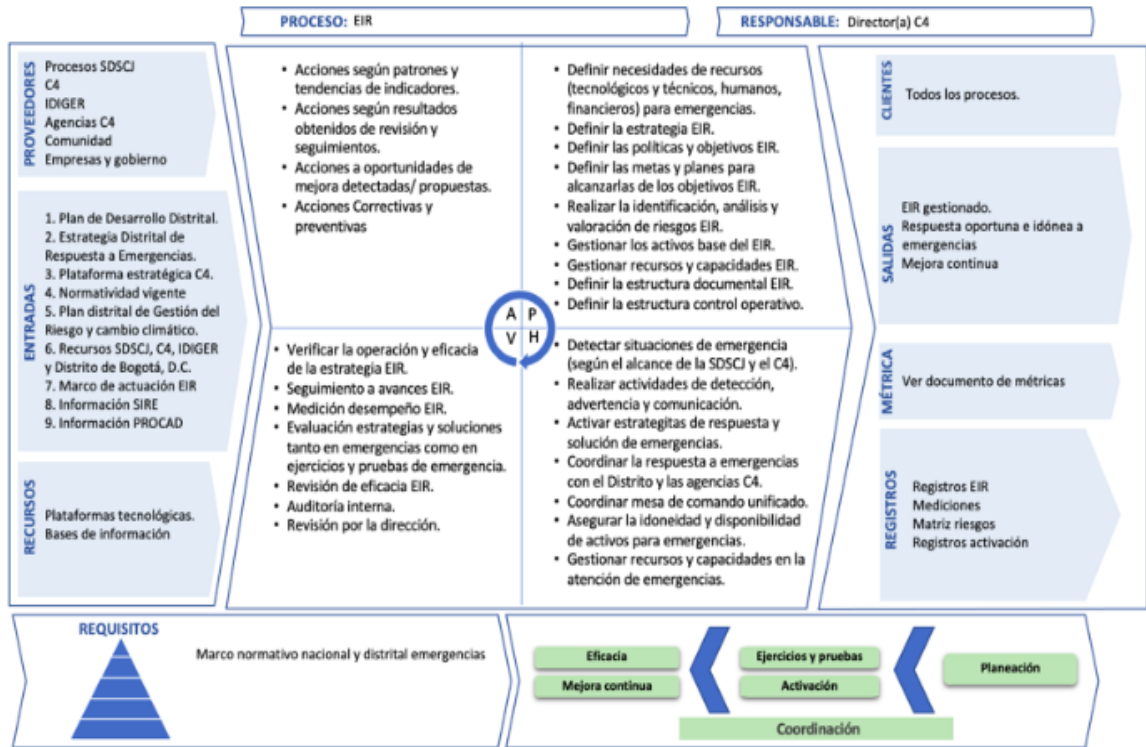 PROCESO: EIR
RESPONSABLE: Director(a) C4
PROVEEDORES
Procesos SDSCJ
C4
IDIGER
Agencias C4
Comunidad
Empresas y gobierno
ENTRADAS
1. Plan de Desarrollo Distrital.
2. Estrategia Distrital de
Respuesta a Emergencias.
3. Plataforma estratégica C4.
4. Normatividad vigente
5. Plan distrital de Gestión del
Riesgo y cambio climático.
6. Recursos SDSCJ, C4, IDIGER
y Distrito de Bogotá, D.C.
7. Marco de actuación EIR
8. Información SIRE
9. Información PROCAD
RECURSOS
Plataformas tecnológicas.
Bases de información
• Acciones según patrones y
tendencias de indicadores.
• Acciones según resultados
obtenidos de revisión y
seguimientos.
• Acciones a oportunidades de
mejora detectadas/ propuestas.
• Acciones Correctivas y
preventivas
• Definir necesidades de recursos
(tecnológicos y técnicos, humanos,
financieros) para emergencias.
• Definir la estrategia EIR.
• Definir las políticas y objetivos EIR.
• Definir las metas y planes para
alcanzarlas de los objetivos EIR.
• Realizar la identificación, análisis y
valoración de riesgos EIR.
• Gestionar los activos base del EIR.
• Gestionar recursos y capacidades EIR.
• Definir la estructura documental EIR.
• Definir la estructura control operativo.
A P
V H
• Verificar la operación y eficacia
de la estrategia EIR.
• Seguimiento a avances EIR.
• Medición desempeño EIR.
• Evaluación estrategias y soluciones
tanto en emergencias como en
ejercicios y pruebas de emergencia.
• Revisión de eficacia EIR.
• Auditoría interna.
• Revisión por la dirección.
• Detectar situaciones de emergencia
(según el alcance de la SDSCJ y el C4).
• Realizar actividades de detección,
advertencia y comunicación.
• Activar estrategitas de respuesta y
solución de emergencias.
• Coordinar la respuesta a emergencias
con el Distrito y las agencias C4.
• Coordinar mesa de comando unificado.
• Asegurar la idoneidad y disponibilidad
de activos para emergencias.
• Gestionar recursos y capacidades en la
atención de emergencias.
CLIENTES
Todos los procesos.
SALIDAS
EIR gestionado.
Respuesta oportuna e idónea a
emergencias
Mejora continua
MÉTRICA
Ver documento de métricas
REGISTROS
Registros EIR
Mediciones
Matriz riesgos
Registros activación
REQUISITOS
Marco normativo nacional y distrital emergencias
Eficacia
Mejora continua
Ejercicios y pruebas
Activación
Planeación
Coordinación